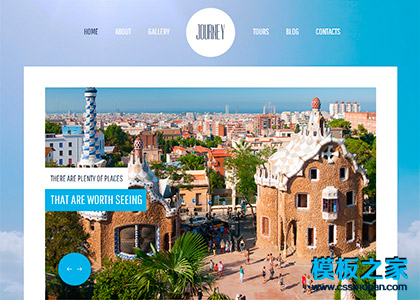 HOME ABOUT GALLERY JOURNEY TOURS BLOG CONTACTS
THERE ARE PLENTY OF PLACES
THAT ARE WORTH SEEING
模板之家
www.cssmoban.com